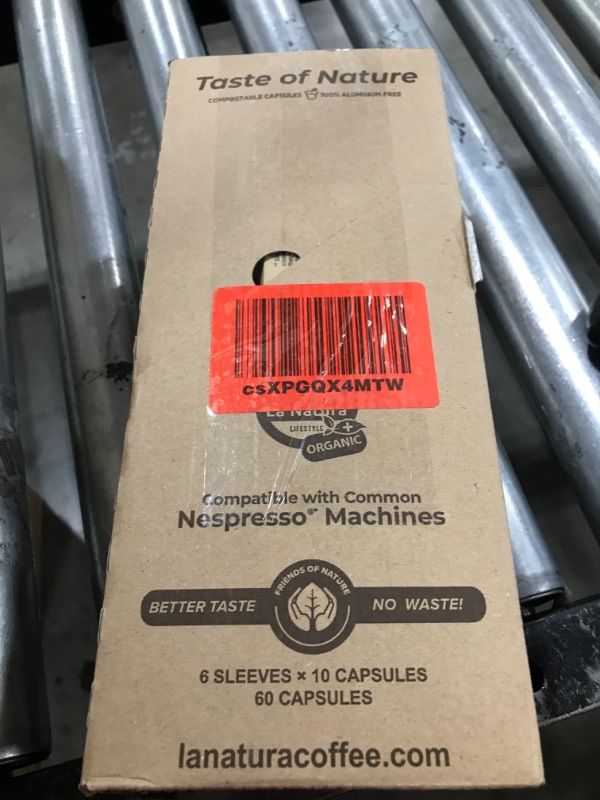 Taste of Nature
COMPOSTABLE CAPSULES 100% ALUMINUM FREE
csXPGQX4MTW
La Natura
LIFESTYLE
ORGANIC
Compatible with Common
Nespresso®* Machines
FRIENDS OF NATURE
BETTER TASTE NO WASTE!
6 SLEEVES × 10 CAPSULES
60 CAPSULES
lanaturacoffee.com